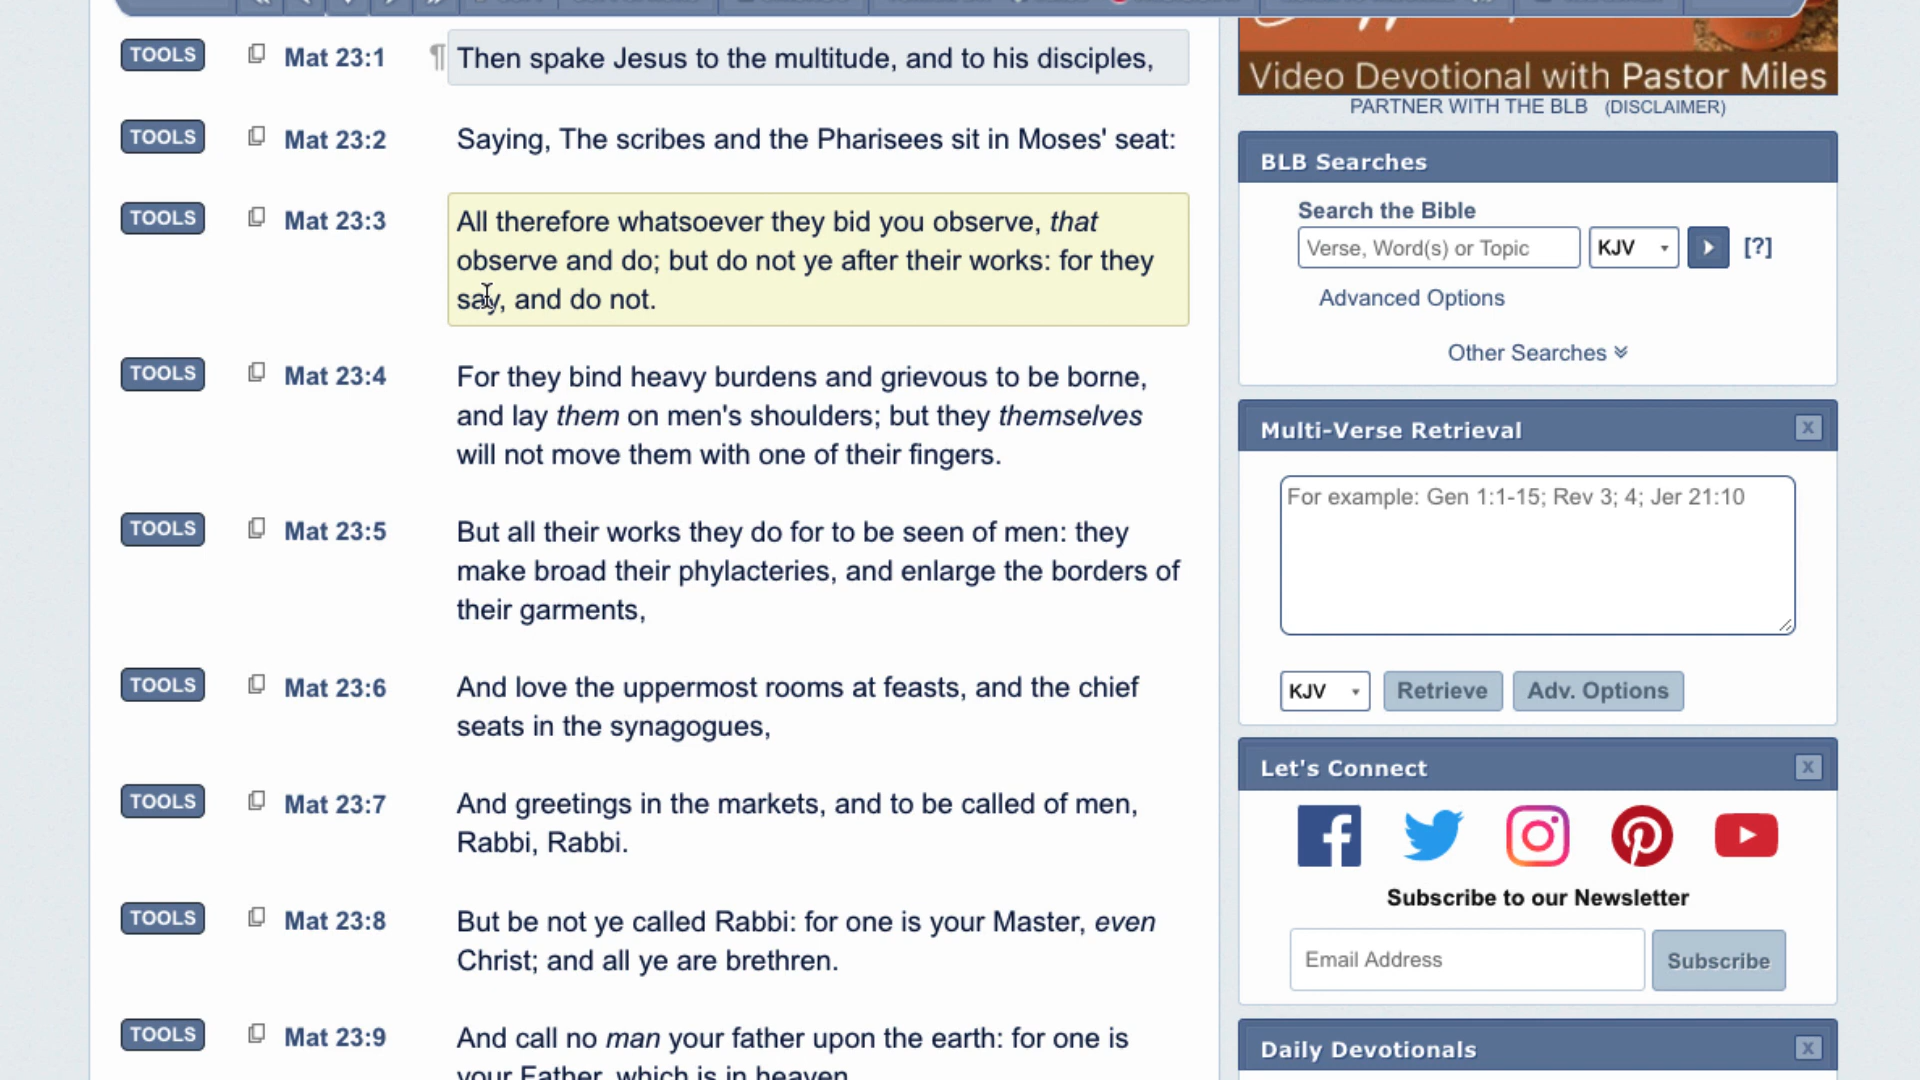 TOOLS Mat 23:1 ¶ Then spake Jesus to the multitude, and to his disciples,
TOOLS Mat 23:2 Saying, The scribes and the Pharisees sit in Moses' seat:
TOOLS Mat 23:3 All therefore whatsoever they bid you observe, that
observe and do; but do not ye after their works: for they
say, and do not.
TOOLS Mat 23:4 For they bind heavy burdens and grievous to be borne,
and lay them on men's shoulders; but they themselves
will not move them with one of their fingers.
TOOLS Mat 23:5 But all their works they do for to be seen of men: they
make broad their phylacteries, and enlarge the borders of
their garments,
TOOLS Mat 23:6 And love the uppermost rooms at feasts, and the chief
seats in the synagogues,
TOOLS Mat 23:7 And greetings in the markets, and to be called of men,
Rabbi, Rabbi.
TOOLS Mat 23:8 But be not ye called Rabbi: for one is your Master, even
Christ; and all ye are brethren.
TOOLS Mat 23:9 And call no man your father upon the earth: for one is
your Father, which is in heaven
Video Devotional with Pastor Miles
PARTNER WITH THE BLB (DISCLAIMER)
BLB Searches
Search the Bible
Verse, Word(s) or Topic KJV [?]
Advanced Options
Other Searches
Multi-Verse Retrieval X
For example: Gen 1:1-15; Rev 3; 4; Jer 21:10
KJV Retrieve Adv. Options
Let's Connect X
Subscribe to our Newsletter
Email Address Subscribe
Daily Devotionals X